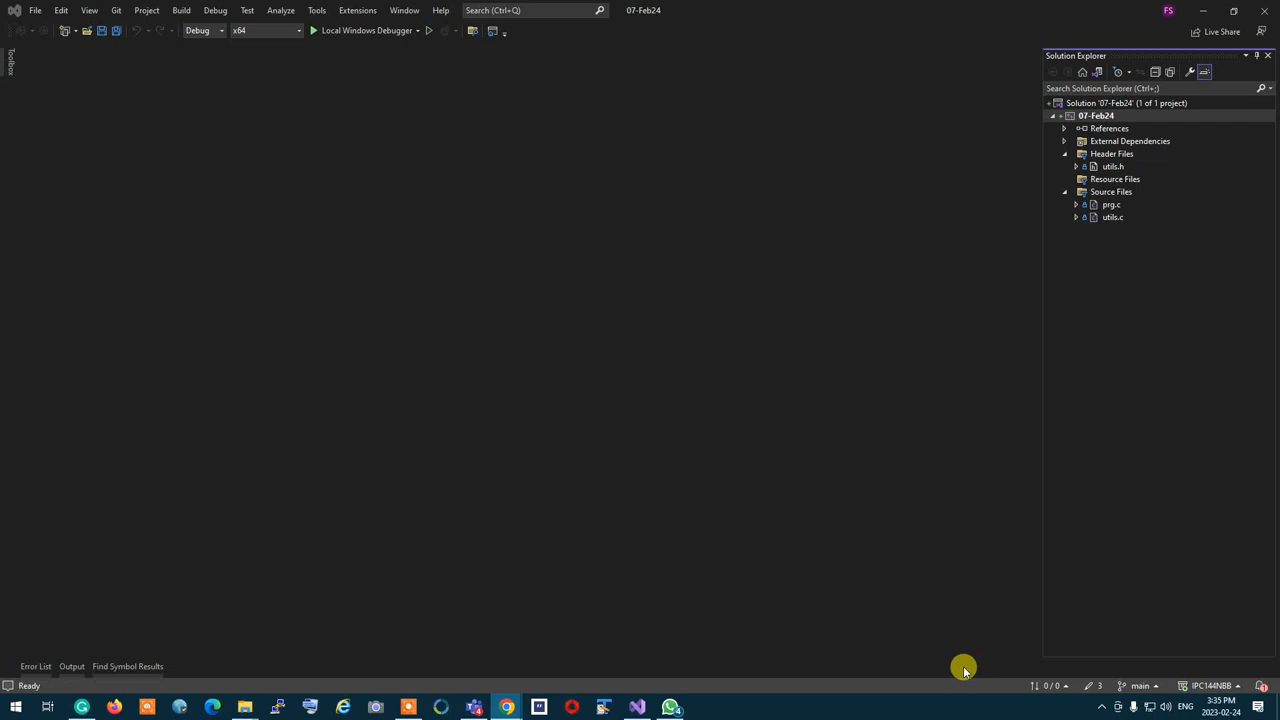 File Edit View Git Project Build Debug Test Analyze Tools Extensions Window Help Search (Ctrl+Q) 07-Feb24 FS
Debug x64 Local Windows Debugger Live Share
Toolbox
Solution Explorer
Search Solution Explorer (Ctrl+;)
Solution '07-Feb24' (1 of 1 project)
07-Feb24
References
External Dependencies
Header Files
utils.h
Resource Files
Source Files
prg.c
utils.c
Error List Output Find Symbol Results
Ready 0 / 0 3 main IPC144NBB
ENG 3:35 PM
2023-02-24